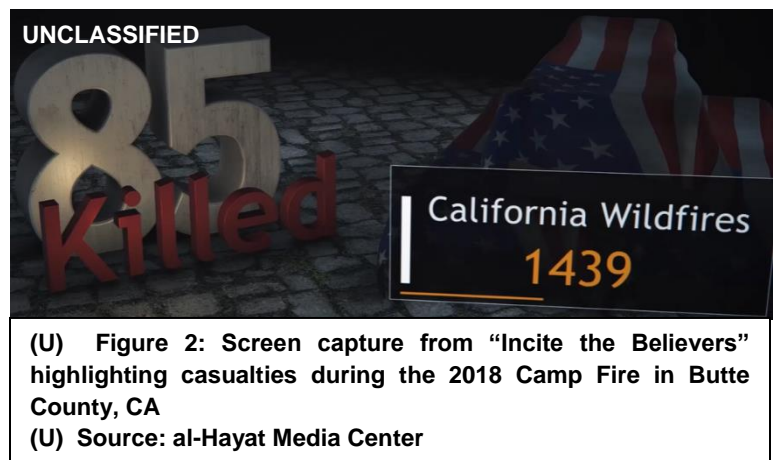 UNCLASSIFIED
85
Killed
California Wildfires
1439
(U) Figure 2: Screen capture from “Incite the Believers”
highlighting casualties during the 2018 Camp Fire in Butte
County, CA
(U) Source: al-Hayat Media Center